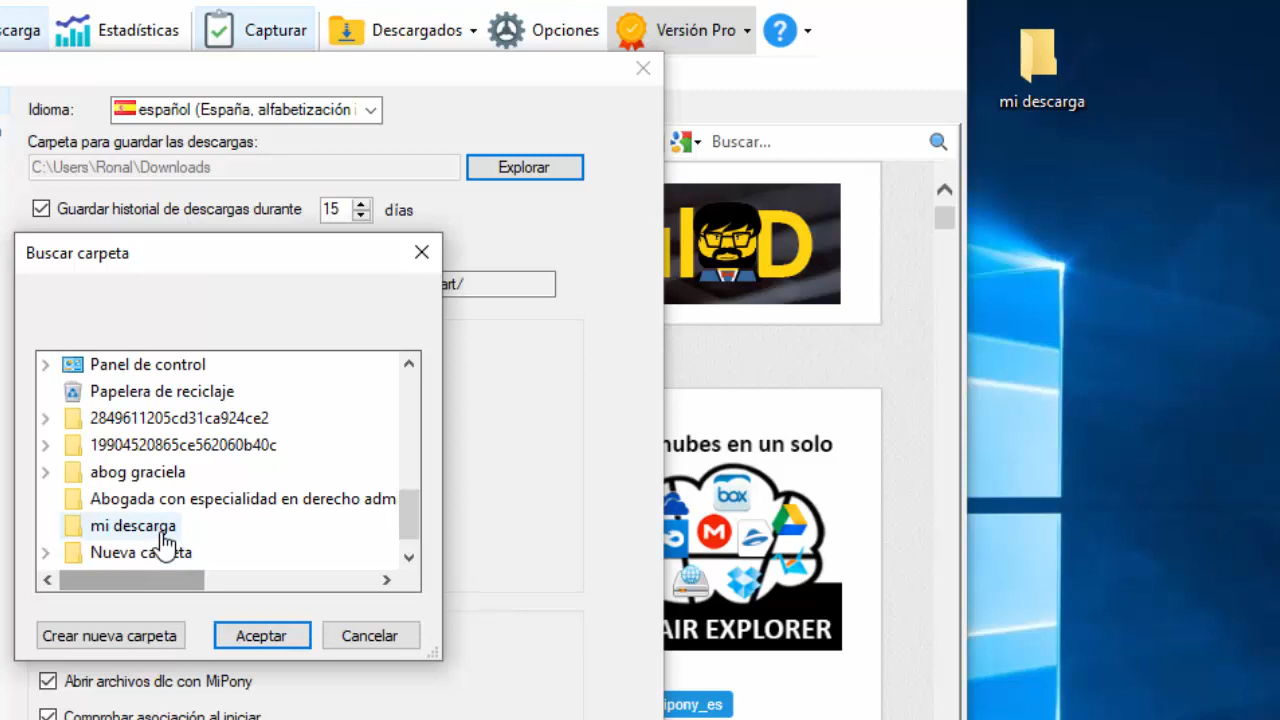 Estadísticas
Capturar
Descargados
Opciones
Versión Pro
?
mi descarga
Idioma:
español (España, alfabetización
Carpeta para guardar las descargas:
C:\Users\Ronal\Downloads
Explorar
Buscar...
Guardar historial de descargas durante
15
días
Buscar carpeta
art/
D
Panel de control
Papelera de reciclaje
2849611205cd31ca924ce2
19904520865ce562060b40c
abog graciela
Abogada con especialidad en derecho adm
mi descarga
Nueva
nubes en un solo
box
AIR EXPLORER
Crear nueva carpeta
Aceptar
Cancelar
Abrir archivos dlc con MiPony
ipony_es
Comprobar asociación al iniciar